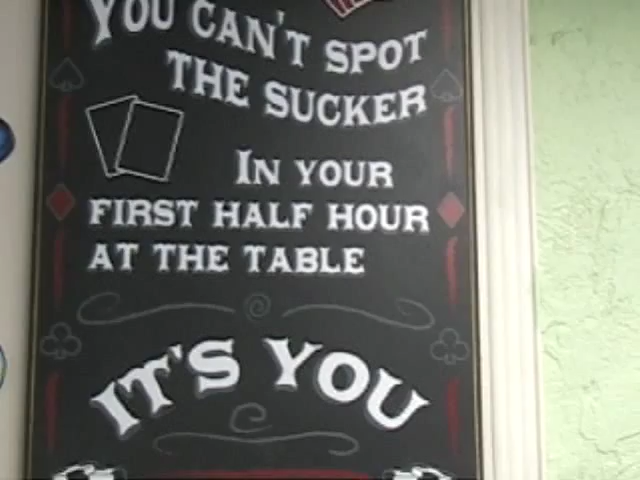 YOU CAN'T SPOT
THE SUCKER
IN YOUR
FIRST HALF HOUR
AT THE TABLE
IT'S YOU